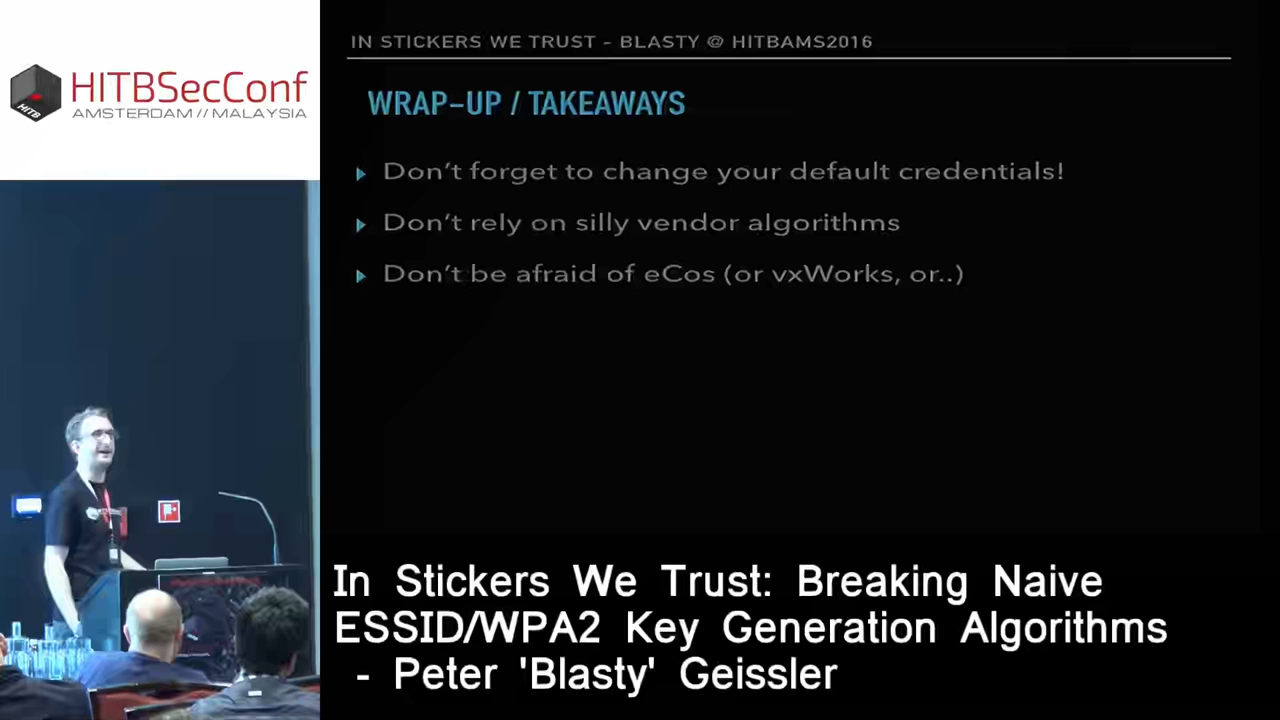 HITBSecConf
AMSTERDAM // MALAYSIA
HITB
IN STICKERS WE TRUST - BLASTY @ HITBAMS2016
WRAP-UP / TAKEAWAYS
Don't forget to change your default credentials!
Don't rely on silly vendor algorithms
Don't be afraid of eCos (or vxWorks, or..)
In Stickers We Trust: Breaking Naive
ESSID/WPA2 Key Generation Algorithms
- Peter 'Blasty' Geissler